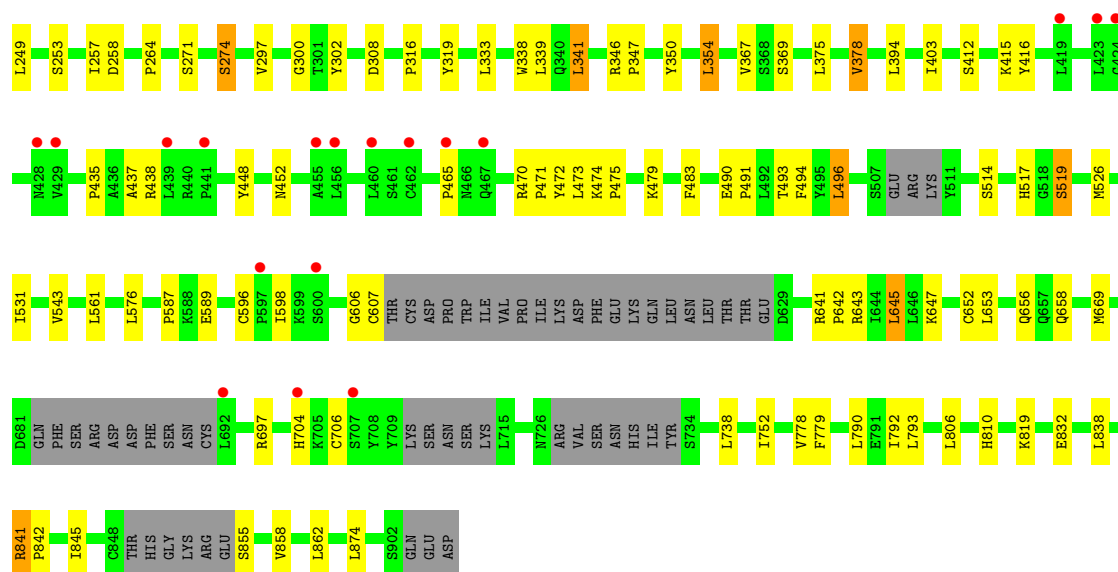 L249 S253 I257 D258 P264 S271 S274 V297 G300 T301 Y302 D308 P316 Y319 L333 W338 L339 Q340 L341 R346 P347 Y350 L354 V367 S368 S369 L375 V378 L394 I403 S412 K415 Y416 L419 L423
N428 V429 P435 A436 A437 R438 L439 R440 P441 Y448 N452 A455 L456 L460 S461 C462 P465 N466 Q467 R470 P471 Y472 L473 K474 P475 K479 F483 E490 P491 L492 T493 F494 Y495 L496 S507 GLU ARG LYS Y511 S514 H517 G518 S519 M526
I531 V543 L561 L576 P587 K588 E589 C596 P597 I598 K599 S600 G606 C607 THR CYS ASP PRO TRP ILE VAL PRO ILE LYS ASP PHE GLU LYS GLN LEU ASN LEU THR THR GLU D629 R641 P642 R643 I644 L645 L646 K647 C652 L653 Q656 Q657 Q658 M669
D681 GLN PHE SER ARG ASP ASP PHE SER ASN CYS L692 R697 H704 K705 C706 S707 Y708 Y709 LYS SER ASN SER LYS L715 N726 ARG VAL SER ASN HIS ILE TYR S734 L738 I752 V778 F779 L790 E791 T792 L793 L806 H810 K819 E832 L838
R841 P842 I845 C848 THR HIS GLY LYS ARG GLU S855 V858 L862 L874 S902 GLN GLU ASP